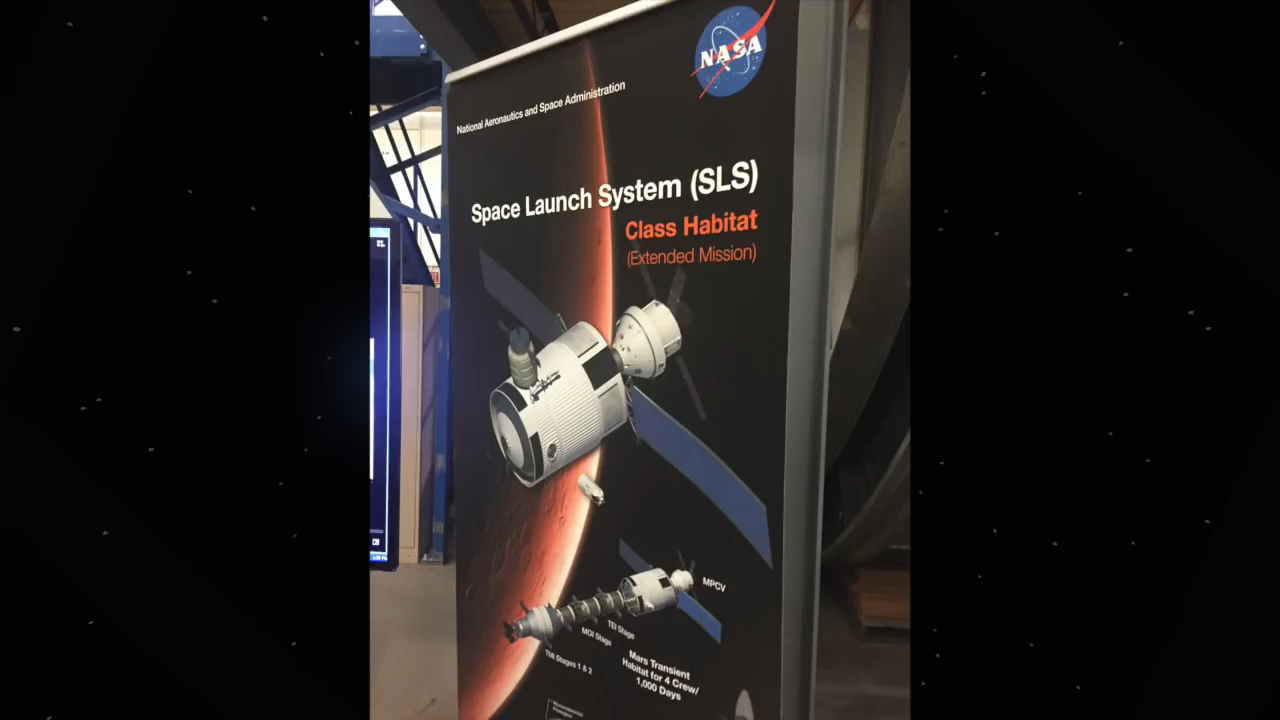 NASA
National Aeronautics and Space Administration
Space Launch System (SLS)
Class Habitat
(Extended Mission)
MPCV
TEI Stage
MOI Stage
TMI Stages 1 & 2
Mars Transient
Habitat for 4 Crew/
1,000 Days
Protection